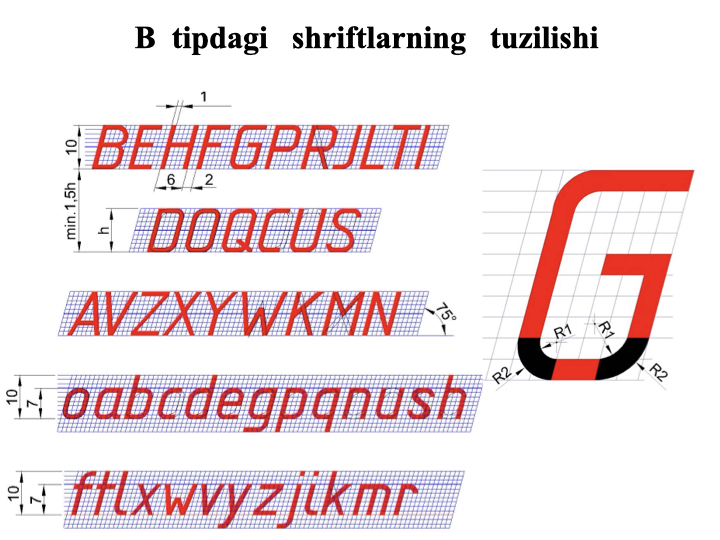 B tipdagi shriftlarning tuzilishi
1
10
BEHFGPRJLTI
6 2
min.1,5h
h
DOQCUS
AVZXYWKMN
75°
10
7
oabcdegpqnush
10
7
ftlxwvyzjikmr
G
R1 R1
R2 R2